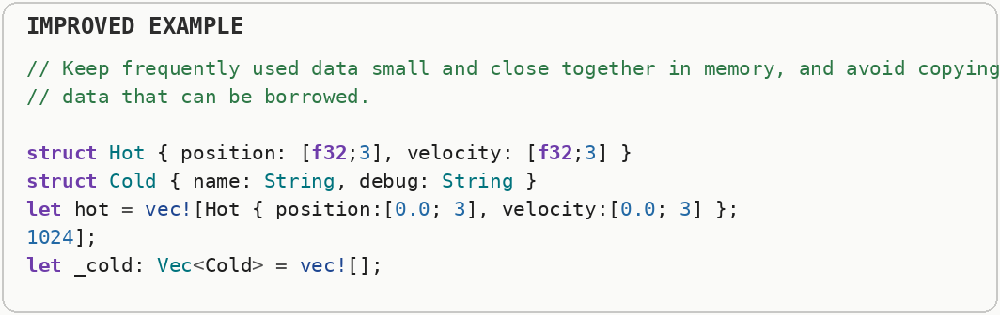 IMPROVED EXAMPLE
// Keep frequently used data small and close together in memory, and avoid copying
// data that can be borrowed.
struct Hot { position: [f32;3], velocity: [f32;3] }
struct Cold { name: String, debug: String }
let hot = vec![Hot { position:[0.0; 3], velocity:[0.0; 3] };
1024];
let _cold: Vec<Cold> = vec![];